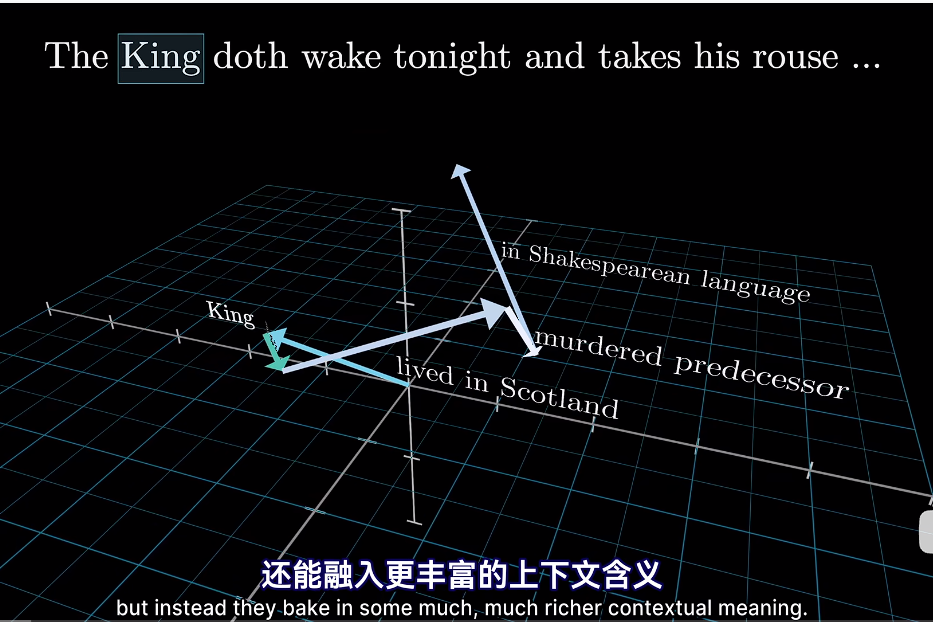 The King doth wake tonight and takes his rouse ...
in Shakespearean language
King
murdered predecessor
lived in Scotland
还能融入更丰富的上下文含义
but instead they bake in some much, much richer contextual meaning.